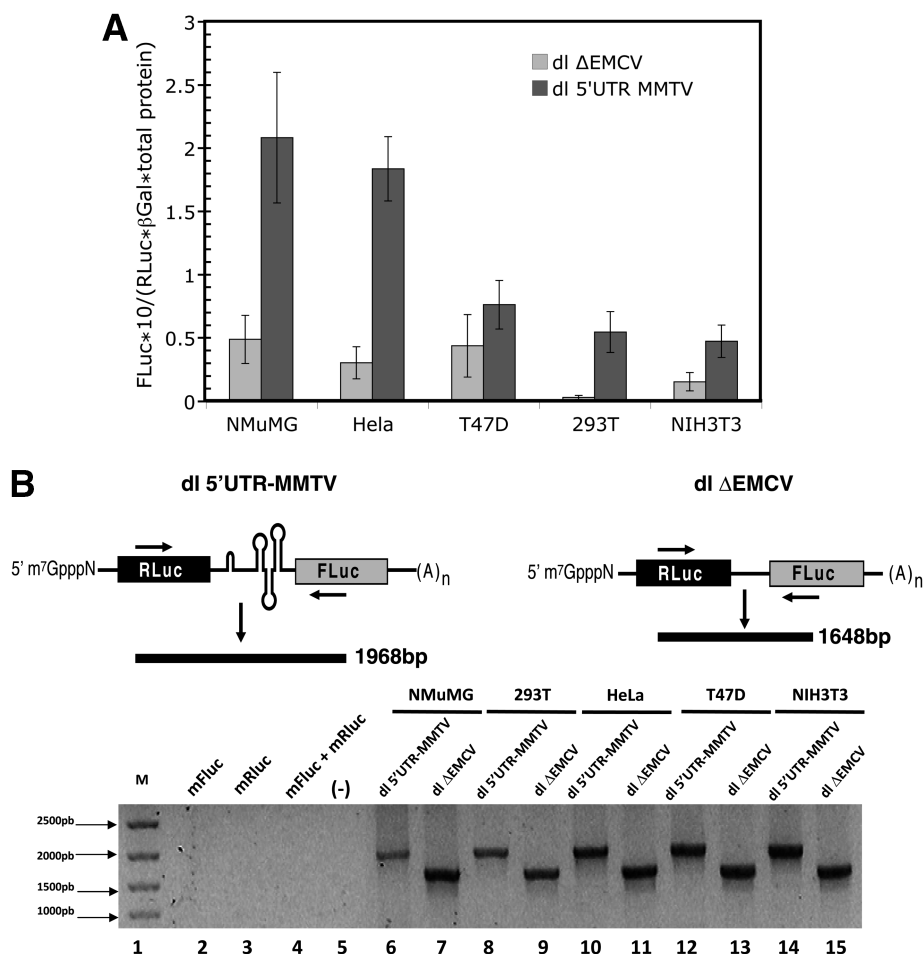 A
FLuc*10/(RLuc*βGal*total protein)
3
2.5
2
1.5
1
0.5
0
dl ΔEMCV
dl 5'UTR MMTV
NMuMG Hela T47D 293T NIH3T3
B
dl 5'UTR-MMTV dl ΔEMCV
5' m7GpppN RLuc FLuc (A)n 5' m7GpppN RLuc FLuc (A)n
1968bp 1648bp
NMuMG 293T HeLa T47D NIH3T3
M mFluc mRluc mFluc + mRluc (-) dl 5'UTR-MMTV dl ΔEMCV dl 5'UTR-MMTV dl ΔEMCV dl 5'UTR-MMTV dl ΔEMCV dl 5'UTR-MMTV dl ΔEMCV dl 5'UTR-MMTV dl ΔEMCV
2500pb
2000pb
1500pb
1000pb
1 2 3 4 5 6 7 8 9 10 11 12 13 14 15